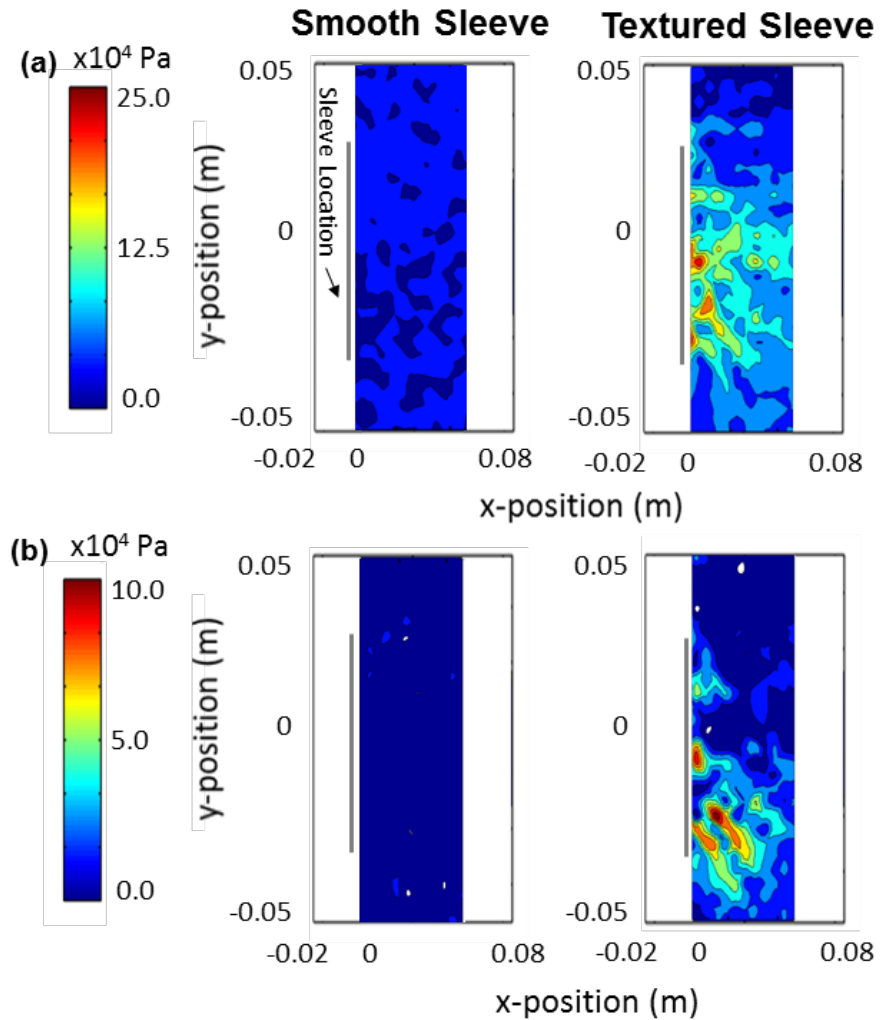 Smooth Sleeve
Textured Sleeve
(a)
x10⁴ Pa
25.0
12.5
0.0
y-position (m)
0.05
0
-0.05
Sleeve Location
-0.02 0 0.08
0.05
0
-0.05
-0.02 0 0.08
x-position (m)
(b)
x10⁴ Pa
10.0
5.0
0.0
y-position (m)
0.05
0
-0.05
-0.02 0 0.08
0.05
0
-0.05
-0.02 0 0.08
x-position (m)